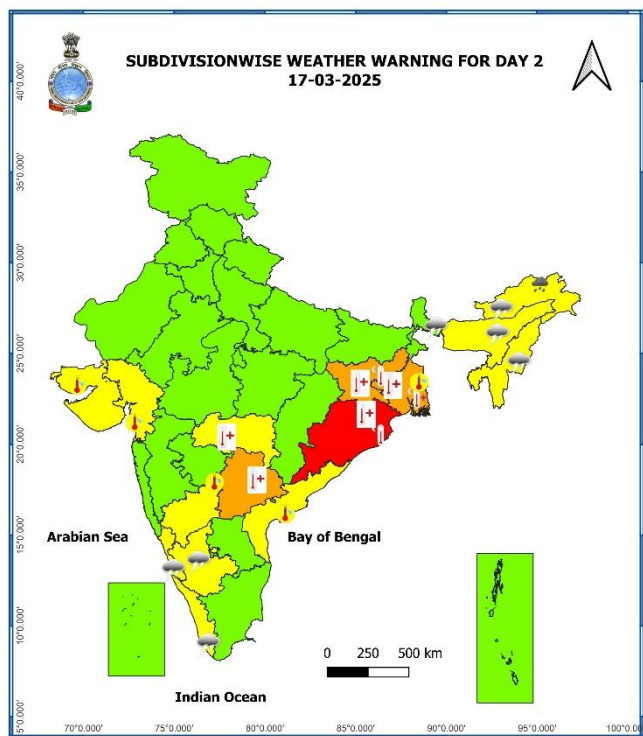 SUBDIVISIONWISE WEATHER WARNING FOR DAY 2
17-03-2025
40°0.000'
35°0.000'
30°0.000'
25°0.000'
20°0.000'
15°0.000'
10°0.000'
5°0.000'
Arabian Sea
Bay of Bengal
0 250 500 km
Indian Ocean
70°0.000' 75°0.000' 80°0.000' 85°0.000' 90°0.000' 95°0.000' 100°0.000'